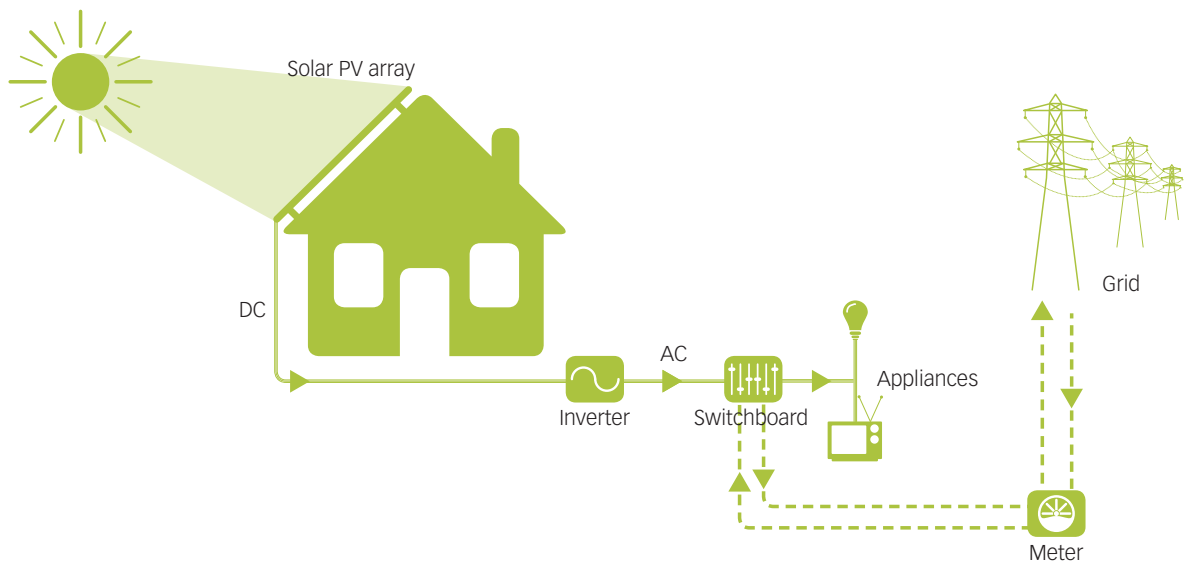 Solar PV array
Grid
DC
AC
Appliances
Inverter
Switchboard
Meter